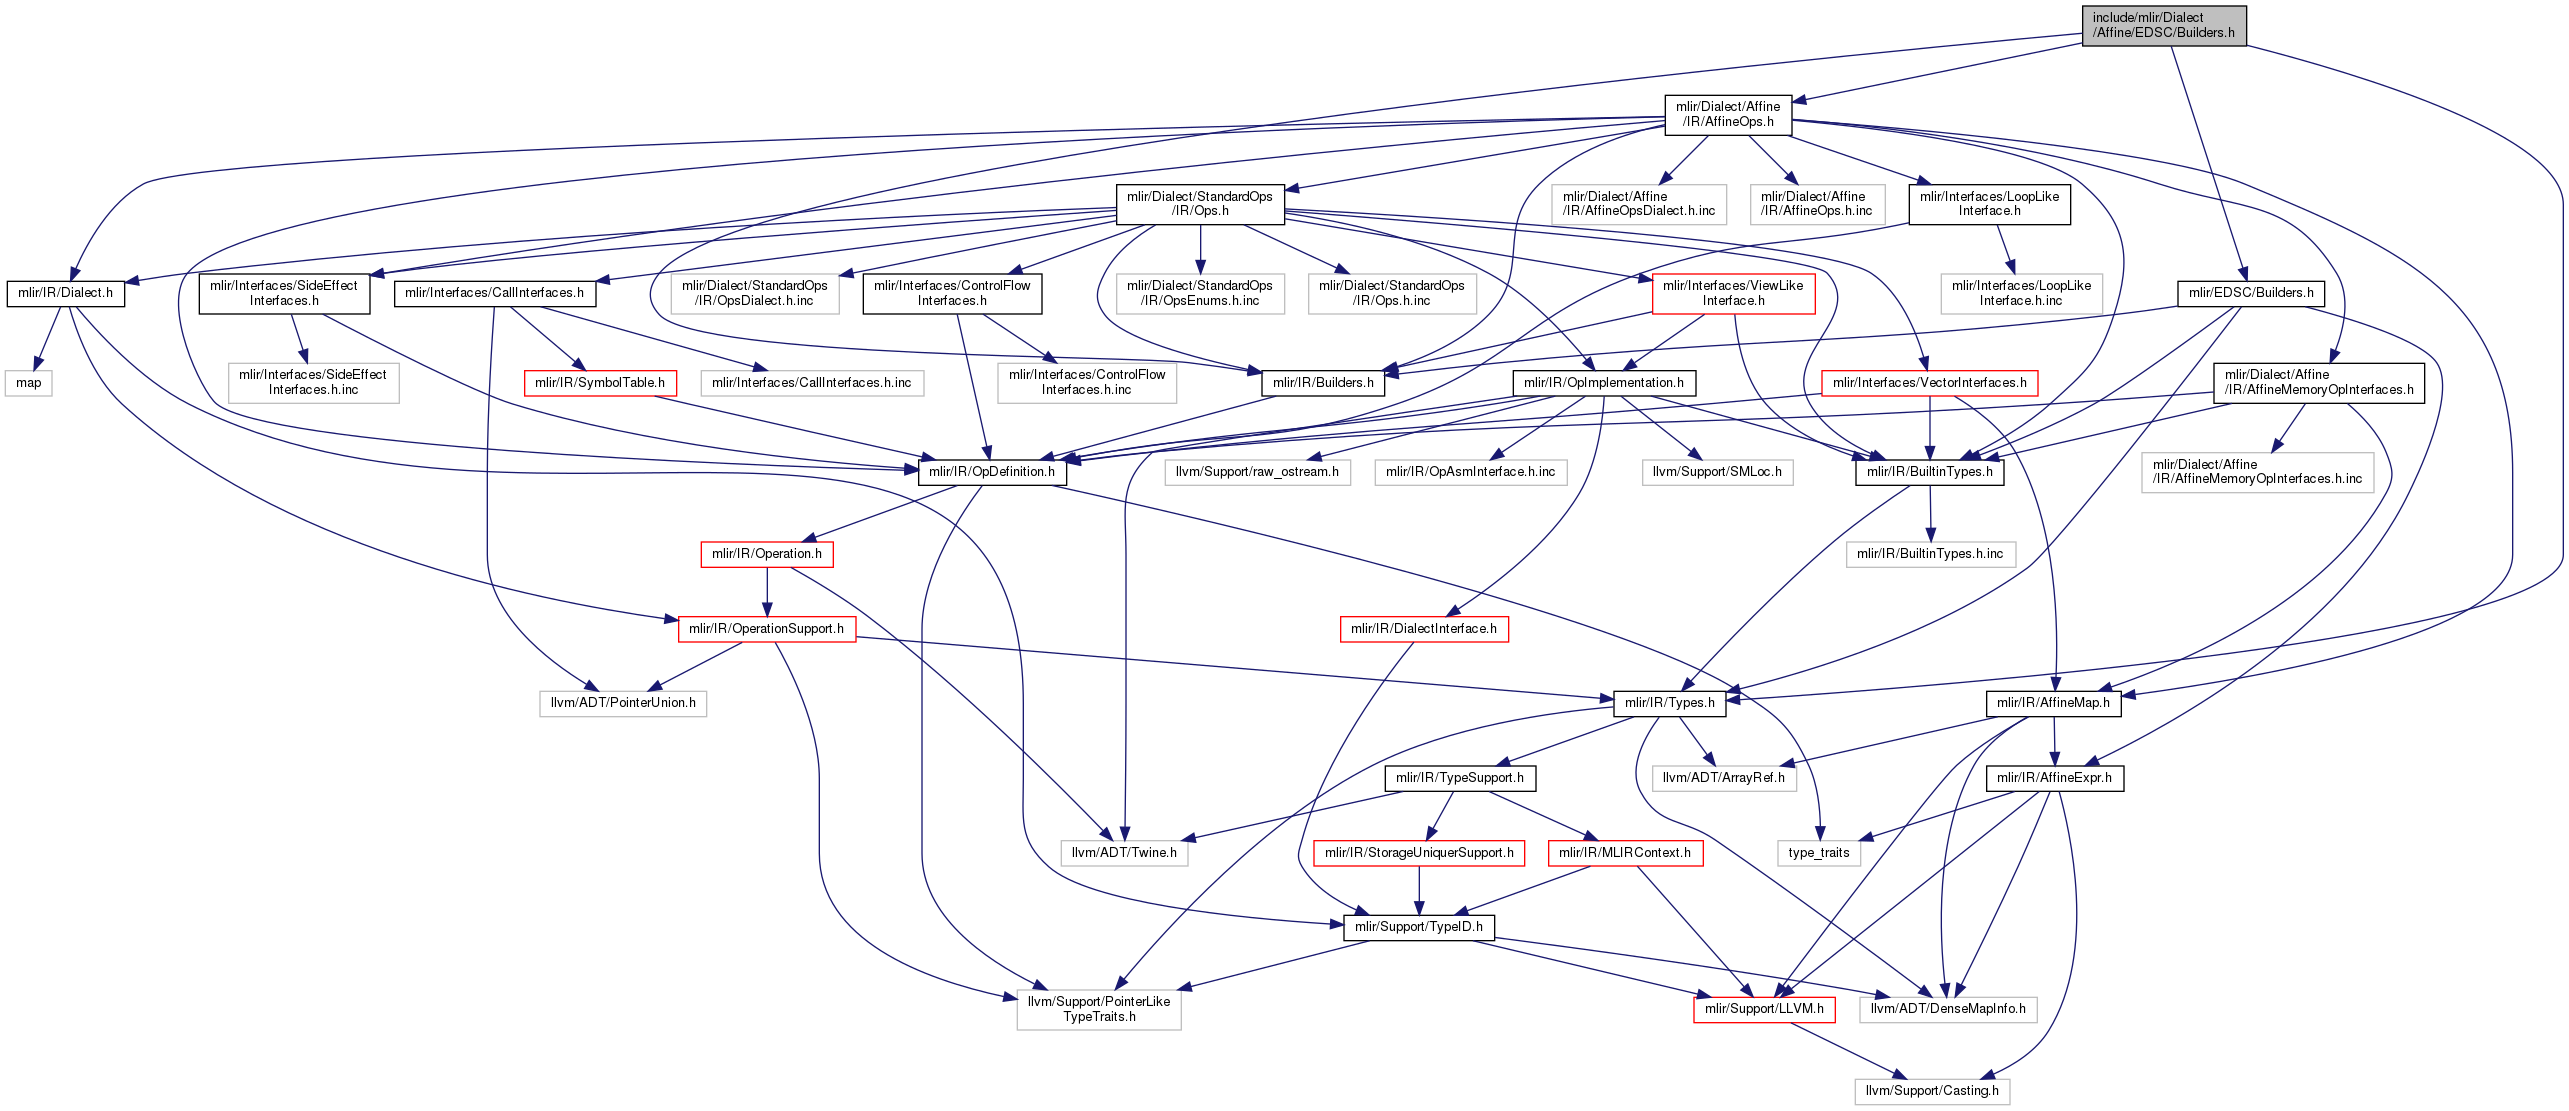 include/mlir/Dialect
/Affine/EDSC/Builders.h
mlir/Dialect/Affine
/IR/AffineOps.h
mlir/Dialect/StandardOps
/IR/Ops.h
mlir/Dialect/Affine
/IR/AffineOpsDialect.h.inc
mlir/Dialect/Affine
/IR/AffineOps.h.inc
mlir/Interfaces/LoopLike
Interface.h
mlir/IR/Dialect.h
mlir/Interfaces/SideEffect
Interfaces.h
mlir/Interfaces/CallInterfaces.h
mlir/Dialect/StandardOps
/IR/OpsDialect.h.inc
mlir/Interfaces/ControlFlow
Interfaces.h
mlir/Dialect/StandardOps
/IR/OpsEnums.h.inc
mlir/Dialect/StandardOps
/IR/Ops.h.inc
mlir/Interfaces/ViewLike
Interface.h
mlir/Interfaces/LoopLike
Interface.h.inc
mlir/EDSC/Builders.h
map
mlir/Interfaces/SideEffect
Interfaces.h.inc
mlir/IR/SymbolTable.h
mlir/Interfaces/CallInterfaces.h.inc
mlir/Interfaces/ControlFlow
Interfaces.h.inc
mlir/IR/Builders.h
mlir/IR/OpImplementation.h
mlir/Interfaces/VectorInterfaces.h
mlir/Dialect/Affine
/IR/AffineMemoryOpInterfaces.h
mlir/IR/OpDefinition.h
llvm/Support/raw_ostream.h
mlir/IR/OpAsmInterface.h.inc
llvm/Support/SMLoc.h
mlir/IR/BuiltinTypes.h
mlir/Dialect/Affine
/IR/AffineMemoryOpInterfaces.h.inc
mlir/IR/Operation.h
mlir/IR/BuiltinTypes.h.inc
mlir/IR/OperationSupport.h
mlir/IR/DialectInterface.h
llvm/ADT/PointerUnion.h
mlir/IR/Types.h
mlir/IR/AffineMap.h
mlir/IR/TypeSupport.h
llvm/ADT/ArrayRef.h
mlir/IR/AffineExpr.h
llvm/ADT/Twine.h
mlir/IR/StorageUniquerSupport.h
mlir/IR/MLIRContext.h
type_traits
mlir/Support/TypeID.h
llvm/Support/PointerLike
TypeTraits.h
mlir/Support/LLVM.h
llvm/ADT/DenseMapInfo.h
llvm/Support/Casting.h